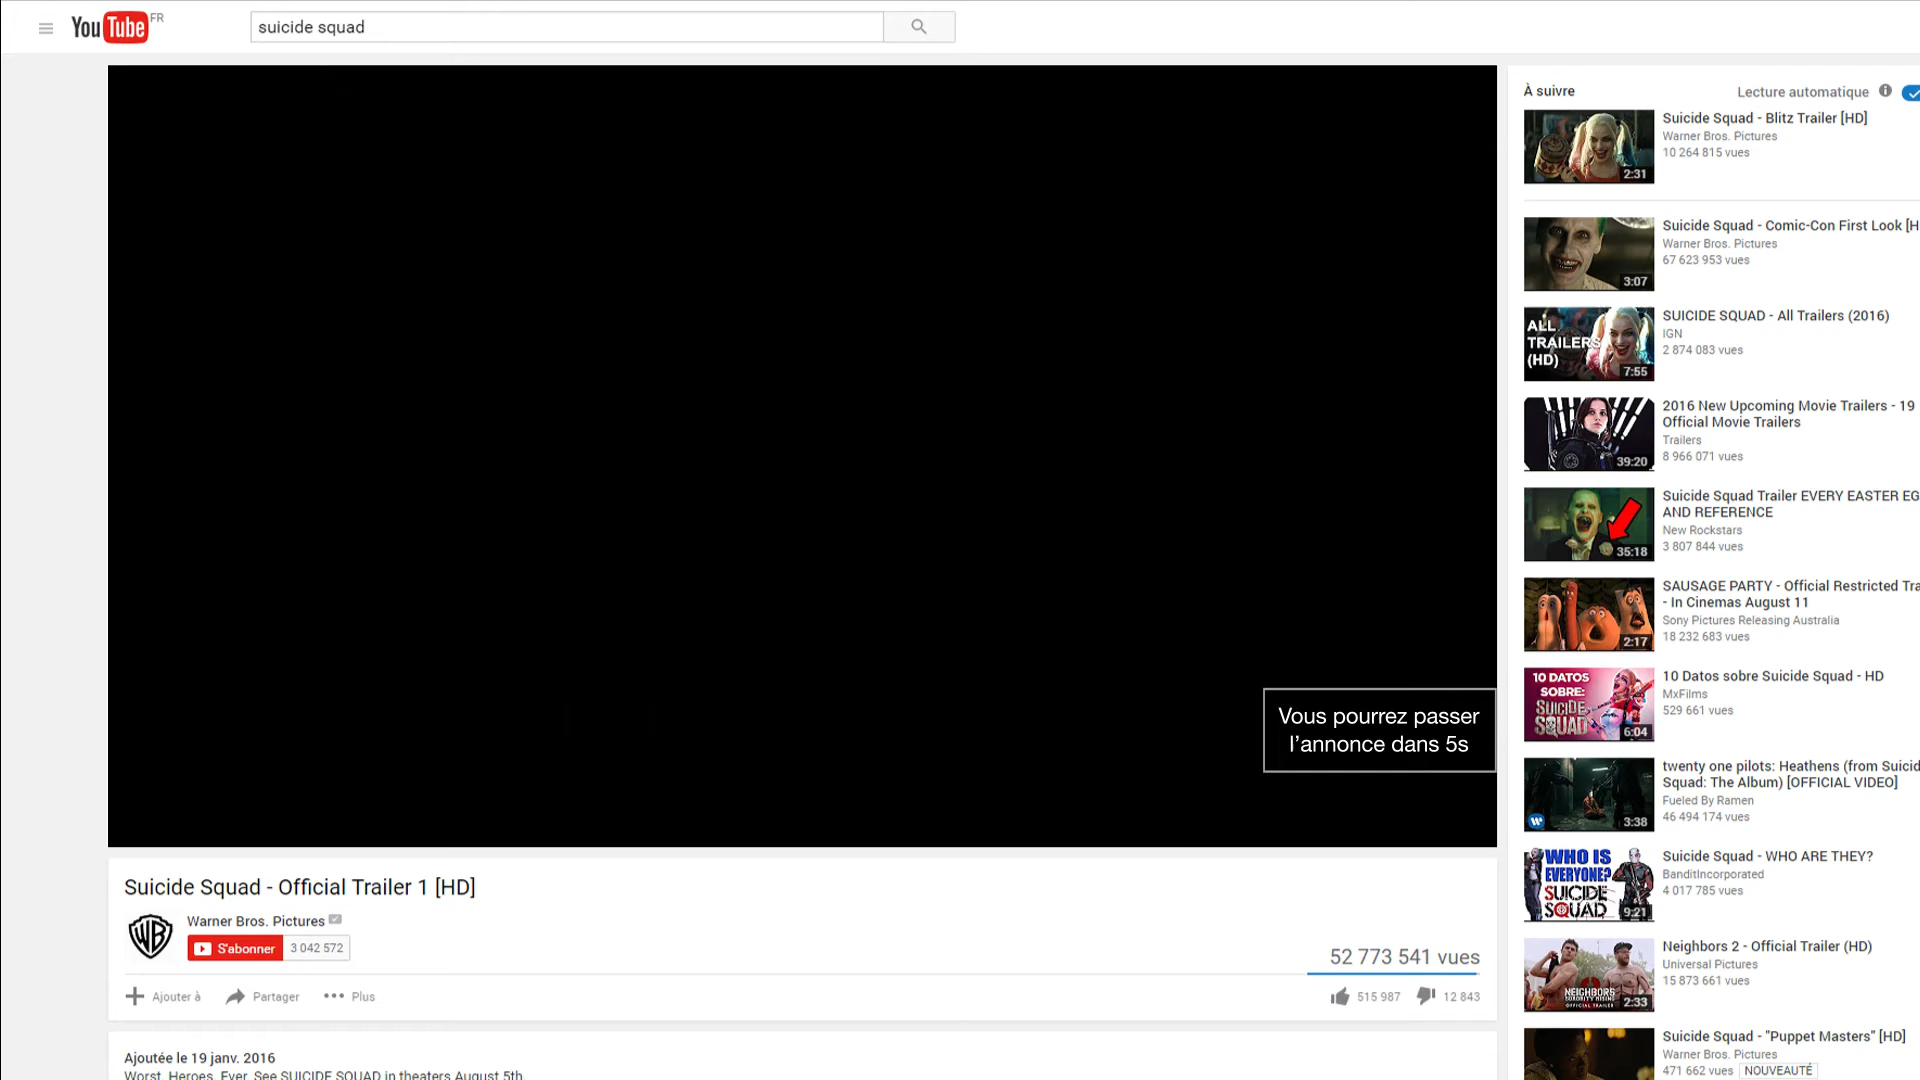 YouTube FR
suicide squad
Vous pourrez passer
l’annonce dans 5s
Suicide Squad - Official Trailer 1 [HD]
WB
Warner Bros. Pictures
S'abonner 3 042 572
52 773 541 vues
Ajouter à Partager Plus
515 987 12 843
Ajoutée le 19 janv. 2016
Worst. Heroes. Ever. See SUICIDE SQUAD in theaters August 5th.
À suivre
Lecture automatique
2:31
Suicide Squad - Blitz Trailer [HD]
Warner Bros. Pictures
10 264 815 vues
3:07
Suicide Squad - Comic-Con First Look [H
Warner Bros. Pictures
67 623 953 vues
ALL
TRAILERS
(HD)
7:55
SUICIDE SQUAD - All Trailers (2016)
IGN
2 874 083 vues
39:20
2016 New Upcoming Movie Trailers - 19
Official Movie Trailers
Trailers
8 966 071 vues
35:18
Suicide Squad Trailer EVERY EASTER EG
AND REFERENCE
New Rockstars
3 807 844 vues
2:17
SAUSAGE PARTY - Official Restricted Tra
- In Cinemas August 11
Sony Pictures Releasing Australia
18 232 683 vues
10 DATOS
SOBRE:
SUICIDE
SQUAD
6:04
10 Datos sobre Suicide Squad - HD
MxFilms
529 661 vues
W
3:38
twenty one pilots: Heathens (from Suicid
Squad: The Album) [OFFICIAL VIDEO]
Fueled By Ramen
46 494 174 vues
WHO IS
EVERYONE?
SUICIDE
SQUAD
9:21
Suicide Squad - WHO ARE THEY?
BanditIncorporated
4 017 785 vues
NEIGHBORS
SORORITY RISING
OFFICIAL TRAILER
2:33
Neighbors 2 - Official Trailer (HD)
Universal Pictures
15 873 661 vues
Suicide Squad - "Puppet Masters" [HD]
Warner Bros. Pictures
471 662 vues NOUVEAUTÉ